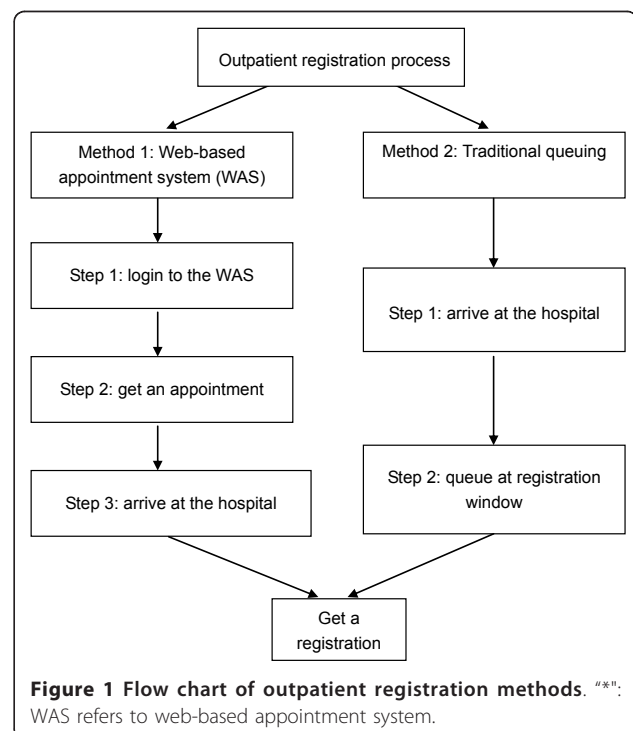 Outpatient registration process
Method 1: Web-based
appointment system (WAS)
Method 2: Traditional queuing
Step 1: login to the WAS
Step 1: arrive at the hospital
Step 2: get an appointment
Step 2: queue at registration
window
Step 3: arrive at the hospital
Get a
registration
Figure 1 Flow chart of outpatient registration methods. “*”:
WAS refers to web-based appointment system.